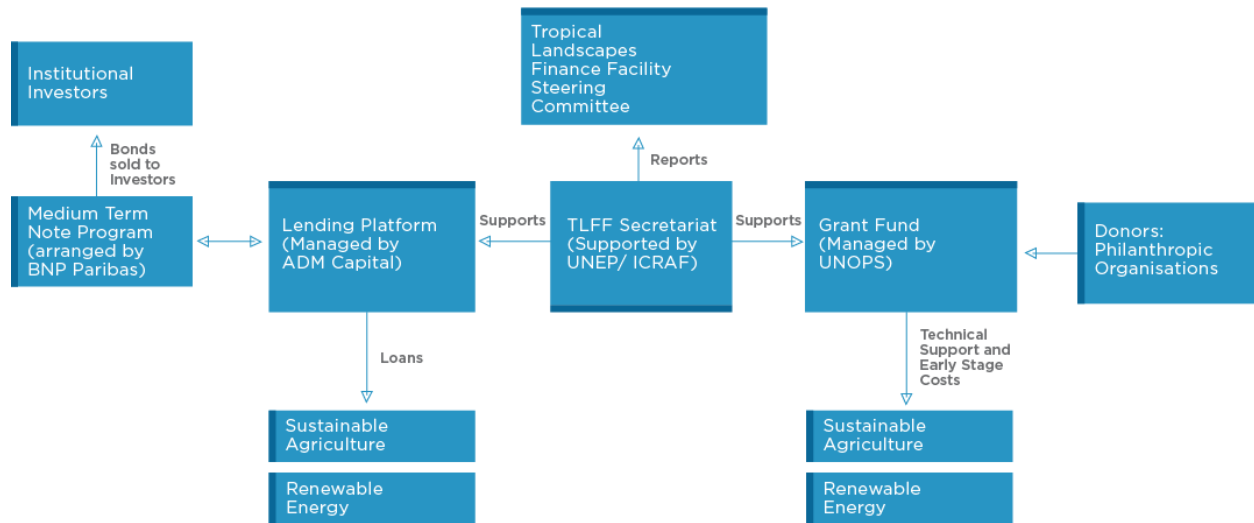 Institutional
Investors
Tropical
Landscapes
Finance Facility
Steering
Committee
Bonds
sold to
Investors
Reports
Medium Term
Note Program
(arranged by
BNP Paribas)
Lending Platform
(Managed by
ADM Capital)
Supports
TLFF Secretariat
(Supported by
UNEP/ ICRAF)
Supports
Grant Fund
(Managed by
UNOPS)
Donors:
Philanthropic
Organisations
Loans
Technical
Support and
Early Stage
Costs
Sustainable
Agriculture
Renewable
Energy
Sustainable
Agriculture
Renewable
Energy